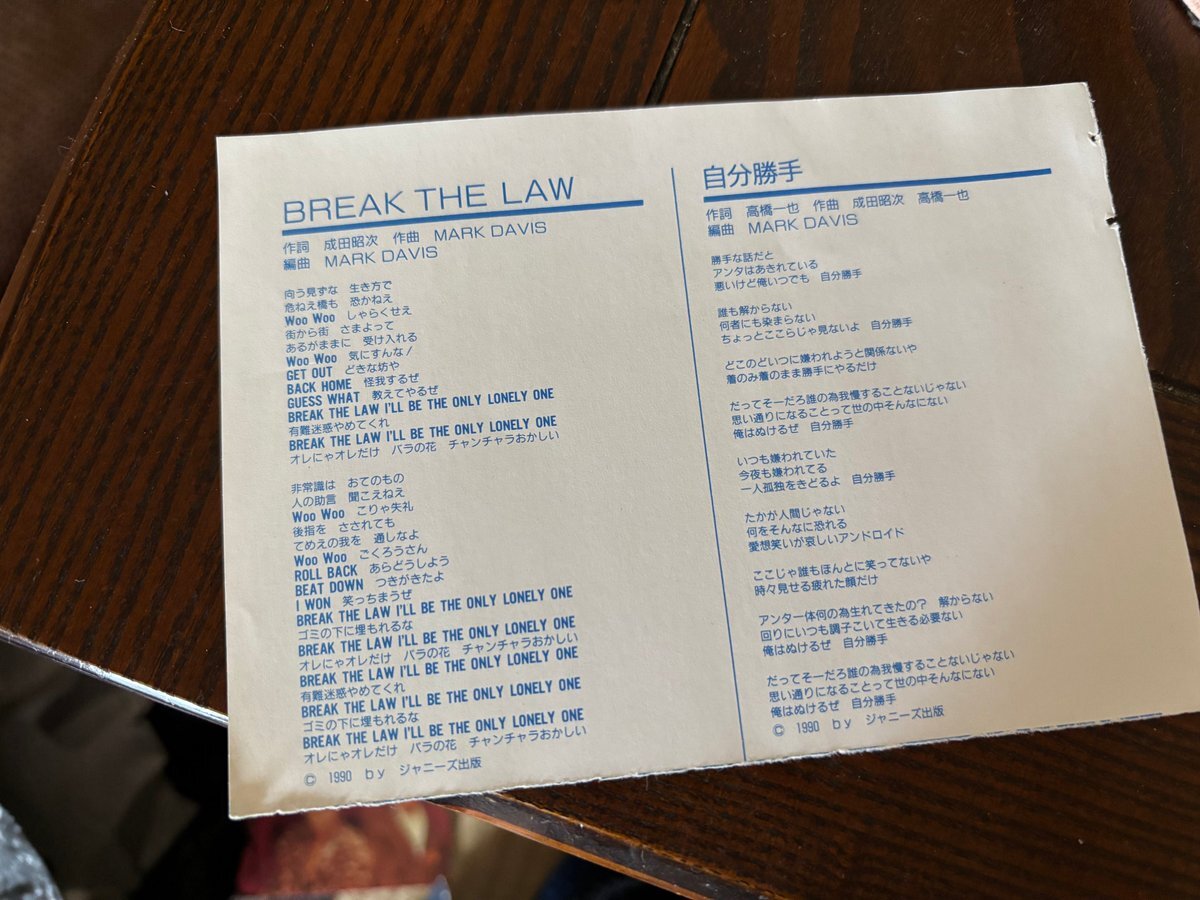 BREAK THE LAW
作詞 成田昭次 作曲 MARK DAVIS
編曲 MARK DAVIS
向う見ずな 生き方で
危ねえ橋も 恐かねえ
Woo Woo しゃらくせえ
街から街 さまよって
あるがままに 受け入れる
Woo Woo 気にすんな!
GET OUT どきな坊や
BACK HOME 怪我するぜ
GUESS WHAT 教えてやるぜ
BREAK THE LAW I'LL BE THE ONLY LONELY ONE
有難迷惑やめてくれ
BREAK THE LAW I'LL BE THE ONLY LONELY ONE
オレにゃオレだけ バラの花 チャンチャラおかしい
非常識は おてのもの
人の助言 聞こえねえ
Woo Woo こりゃ失礼
後指を さされても
てめえの我を 通しなよ
Woo Woo ごくろうさん
ROLL BACK あらどうしよう
BEAT DOWN つきがきたよ
I WON 笑っちまうぜ
BREAK THE LAW I'LL BE THE ONLY LONELY ONE
ゴミの下に埋もれるな
BREAK THE LAW I'LL BE THE ONLY LONELY ONE
オレにゃオレだけ バラの花 チャンチャラおかしい
BREAK THE LAW I'LL BE THE ONLY LONELY ONE
有難迷惑やめてくれ
BREAK THE LAW I'LL BE THE ONLY LONELY ONE
ゴミの下に埋もれるな
BREAK THE LAW I'LL BE THE ONLY LONELY ONE
オレにゃオレだけ バラの花 チャンチャラおかしい
© 1990 by ジャニーズ出版
自分勝手
作詞 高橋一也 作曲 成田昭次 高橋一也
編曲 MARK DAVIS
勝手な話だと
アンタはあきれている
悪いけど俺いつでも 自分勝手
誰も解からない
何者にも染まらない
ちょっとここらじゃ見ないよ 自分勝手
どこのどいつに嫌われようと関係ないや
着のみ着のまま勝手にやるだけ
だってそーだろ誰の為我慢することないじゃない
思い通りになることって世の中そんなにない
俺はぬけるぜ 自分勝手
いつも嫌われていた
今夜も嫌われてる
一人孤独をきどるよ 自分勝手
たかが人間じゃない
何をそんなに恐れる
愛想笑いが哀しいアンドロイド
ここじゃ誰もほんとに笑ってないや
時々見せる疲れた顔だけ
アンタ一体何の為生れてきたの? 解からない
回りにいつも調子こいて生きる必要ない
俺はぬけるぜ 自分勝手
だってそーだろ誰の為我慢することないじゃない
思い通りになることって世の中そんなにない
俺はぬけるぜ 自分勝手
© 1990 by ジャニーズ出版